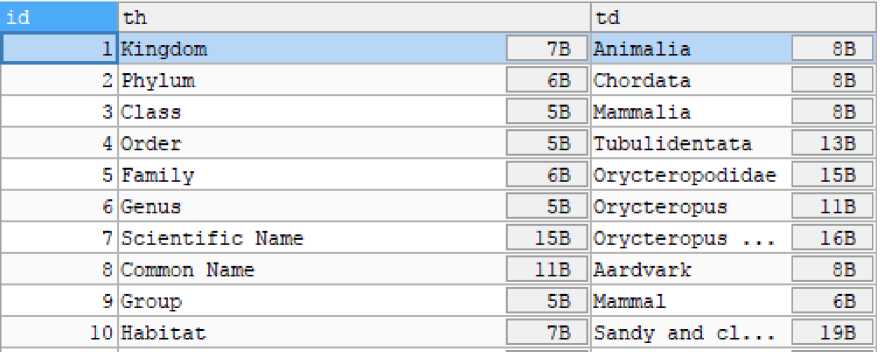 id th td
1 Kingdom 7B Animalia 8B
2 Phylum 6B Chordata 8B
3 Class 5B Mammalia 8B
4 Order 5B Tubulidentata 13B
5 Family 6B Orycteropodidae 15B
6 Genus 5B Orycteropus 11B
7 Scientific Name 15B Orycteropus ... 16B
8 Common Name 11B Aardvark 8B
9 Group 5B Mammal 6B
10 Habitat 7B Sandy and cl... 19B